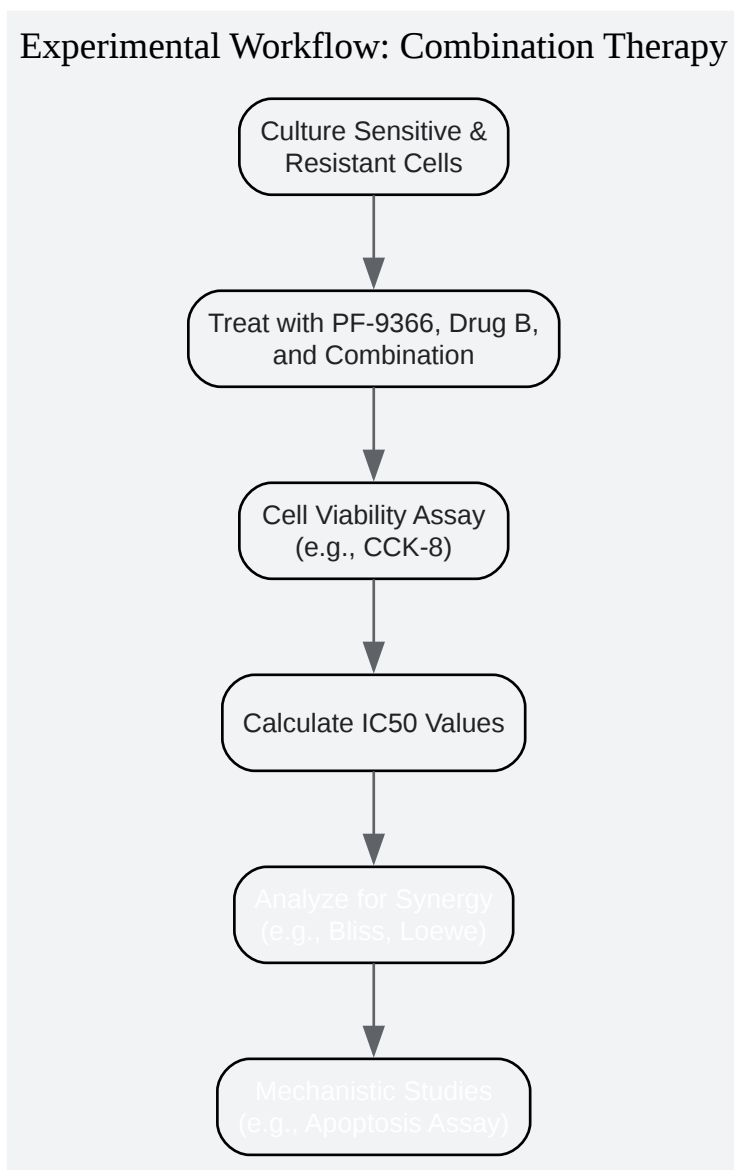 Experimental Workflow: Combination Therapy
Culture Sensitive &
Resistant Cells
Treat with PF-9366, Drug B,
and Combination
Cell Viability Assay
(e.g., CCK-8)
Calculate IC50 Values
Analyze for Synergy
(e.g., Bliss, Loewe)
Mechanistic Studies
(e.g., Apoptosis Assay)